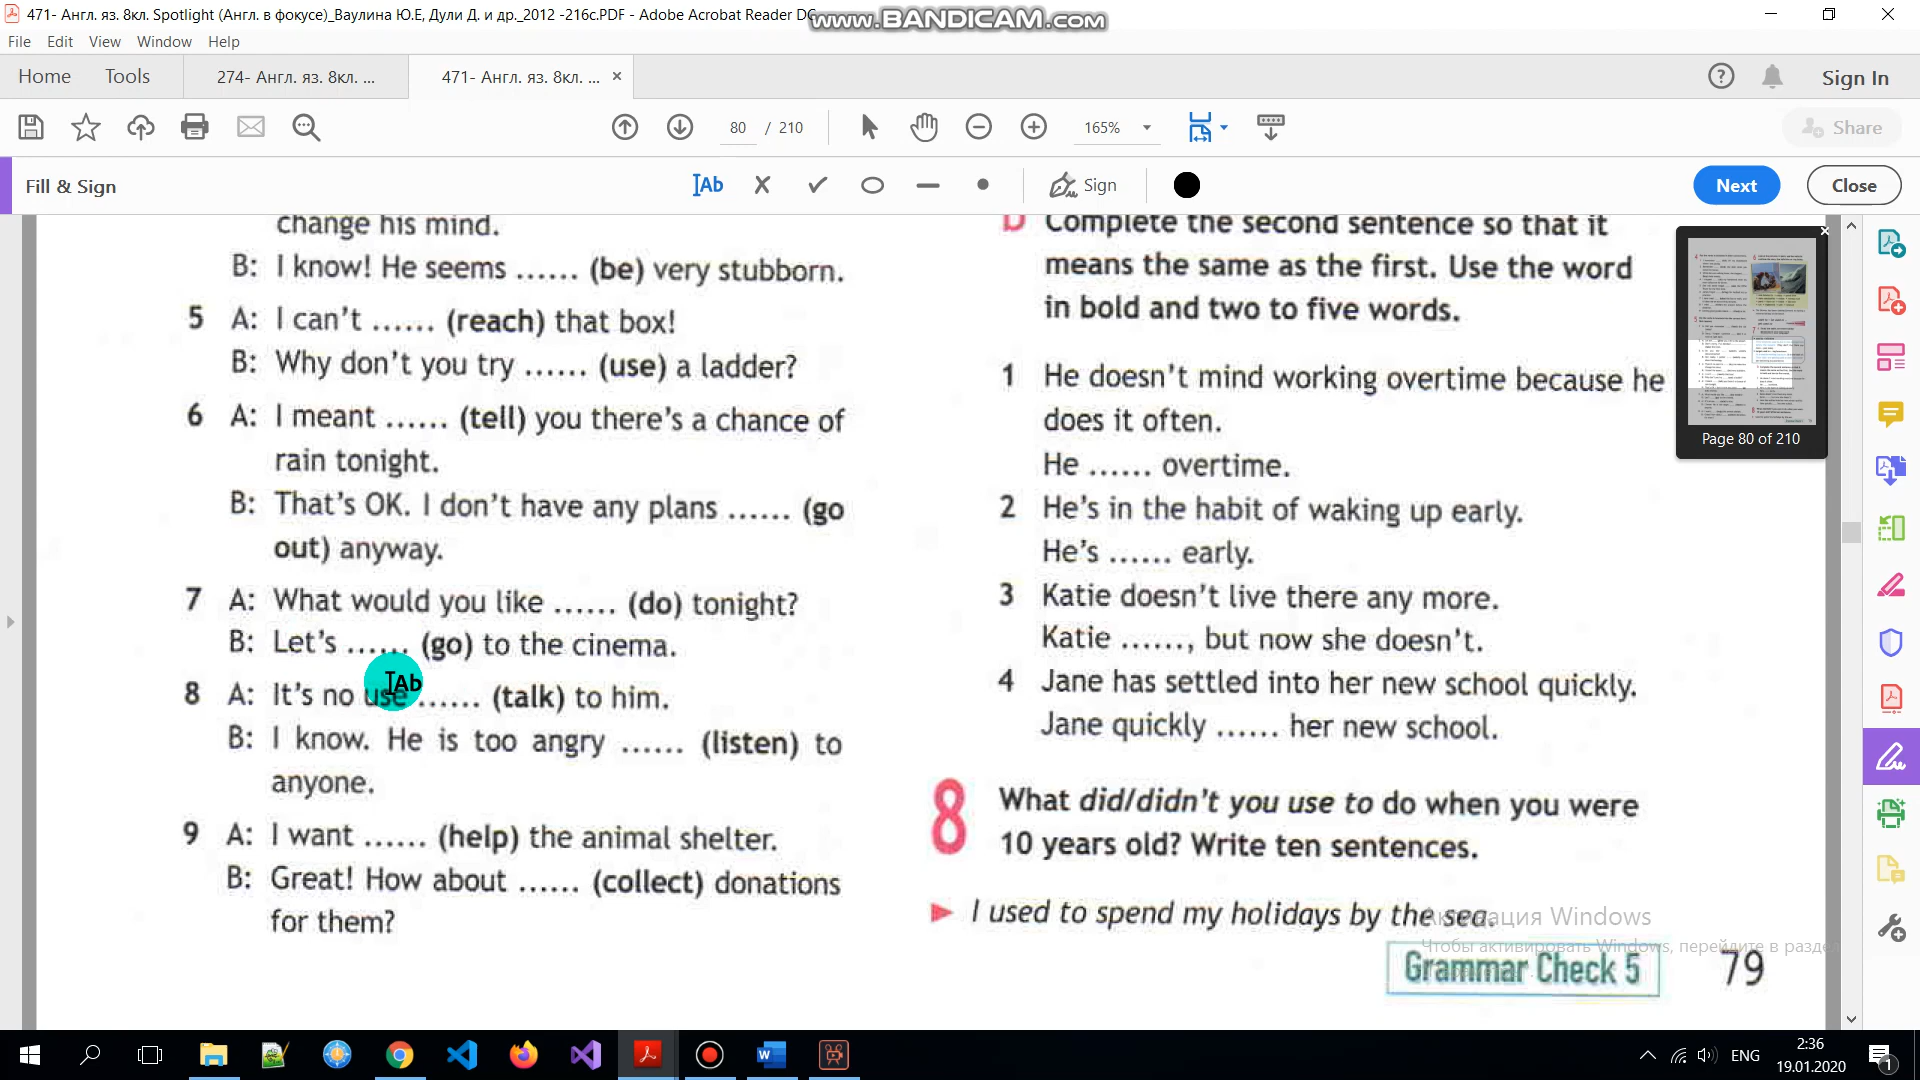 471- Англ. яз. 8кл. Spotlight (Англ. в фокусе)_Ваулина Ю.Е, Дули Д. и др._2012 -216с.PDF - Adobe Acrobat Reader DC
www.BANDICAM.com
File Edit View Window Help
Home Tools 274- Англ. яз. 8кл. ... 471- Англ. яз. 8кл. ... Sign In
80 / 210 165% Share
Fill & Sign Ab Sign Next Close
change his mind.
B: I know! He seems ...... (be) very stubborn.
5 A: I can't ...... (reach) that box!
B: Why don't you try ...... (use) a ladder?
6 A: I meant ...... (tell) you there's a chance of
rain tonight.
B: That's OK. I don't have any plans ...... (go
out) anyway.
7 A: What would you like ...... (do) tonight?
B: Let's ...... (go) to the cinema.
8 A: It's no use ...... (talk) to him.
B: I know. He is too angry ...... (listen) to
anyone.
9 A: I want ...... (help) the animal shelter.
B: Great! How about ...... (collect) donations
for them?
b Complete the second sentence so that it
means the same as the first. Use the word
in bold and two to five words.
1 He doesn't mind working overtime because he
does it often.
He ...... overtime.
2 He's in the habit of waking up early.
He's ...... early.
3 Katie doesn't live there any more.
Katie ......, but now she doesn't.
4 Jane has settled into her new school quickly.
Jane quickly ...... her new school.
8 What did/didn't you use to do when you were
10 years old? Write ten sentences.
I used to spend my holidays by the sea.
Grammar Check 5 79
Page 80 of 210
Ab
Активация Windows
Чтобы активировать Windows, перейдите в раздел
ENG
2:36
19.01.2020
1